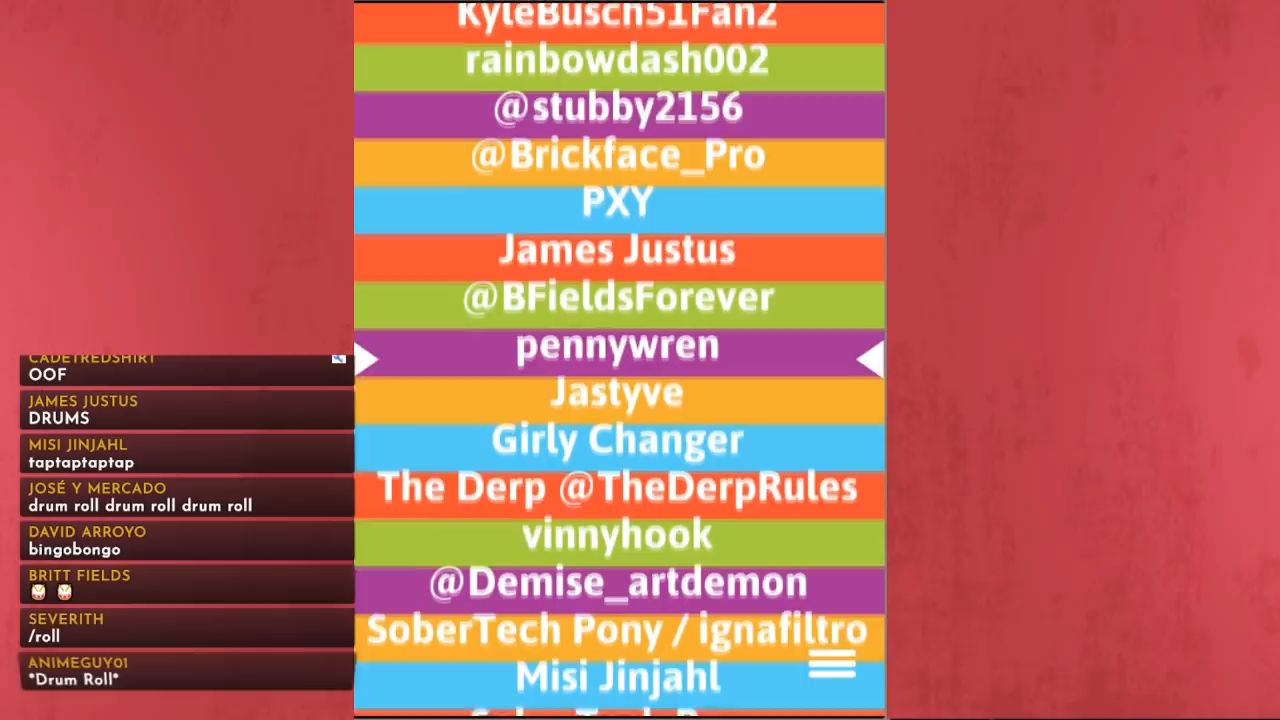 KyleBusch51Fan2
rainbowdash002
@stubby2156
@Brickface_Pro
PXY
James Justus
@BFieldsForever
pennywren
Jastyve
Girly Changer
The Derp @TheDerpRules
vinnyhook
@Demise_artdemon
SoberTech Pony / ignafiltro
Misi Jinjahl
CADETREDSHIRT
OOF
JAMES JUSTUS
DRUMS
MISI JINJAHL
taptaptaptap
JOSÉ Y MERCADO
drum roll drum roll drum roll
DAVID ARROYO
bingobongo
BRITT FIELDS
SEVERITH
/roll
ANIMEGUY01
*Drum Roll*